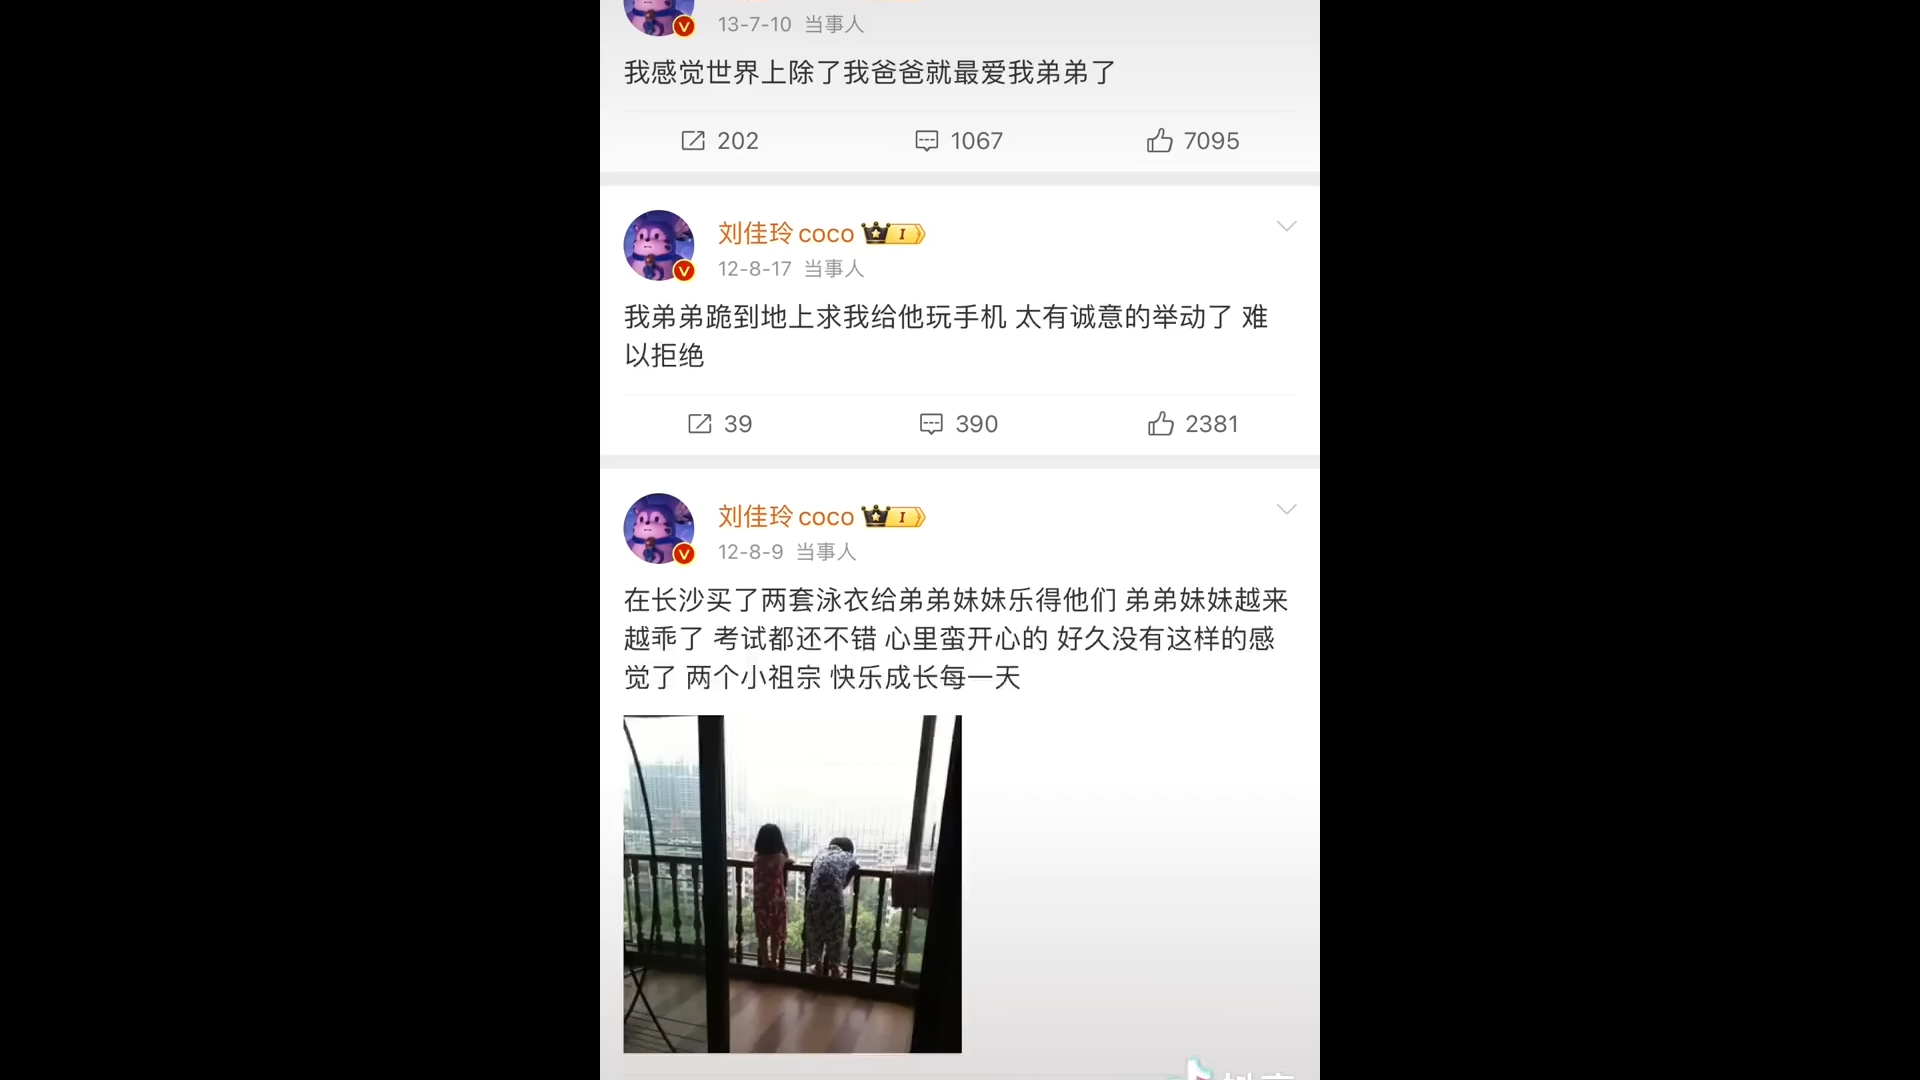 13-7-10 当事人
我感觉世界上除了我爸爸就最爱我弟弟了
202 1067 7095
刘佳玲coco I
12-8-17 当事人
我弟弟跪到地上求我给他玩手机 太有诚意的举动了 难
以拒绝
39 390 2381
刘佳玲coco I
12-8-9 当事人
在长沙买了两套泳衣给弟弟妹妹乐得他们 弟弟妹妹越来
越乖了 考试都还不错 心里蛮开心的 好久没有这样的感
觉了 两个小祖宗 快乐成长每一天